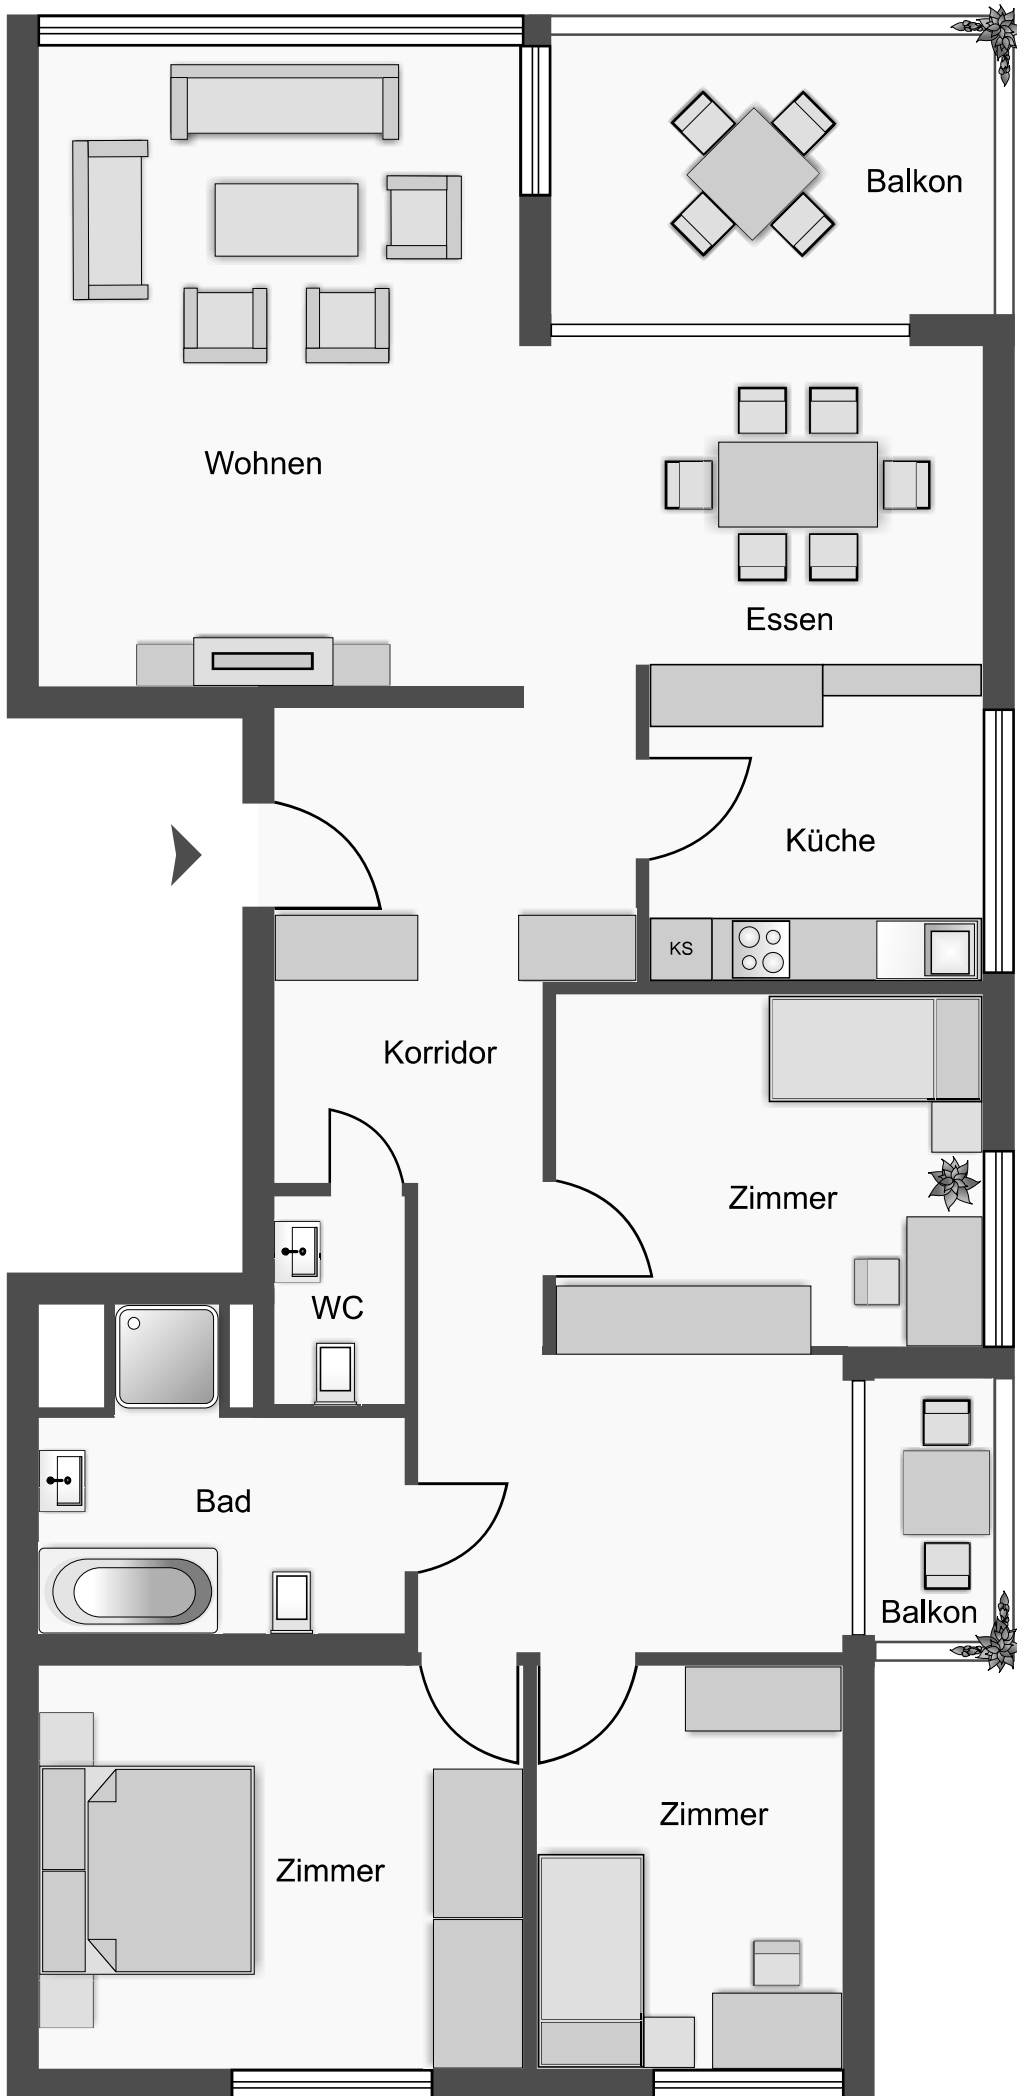 Balkon
Wohnen
Essen
Küche
KS
Korridor
Zimmer
WC
Bad
Balkon
Zimmer
Zimmer